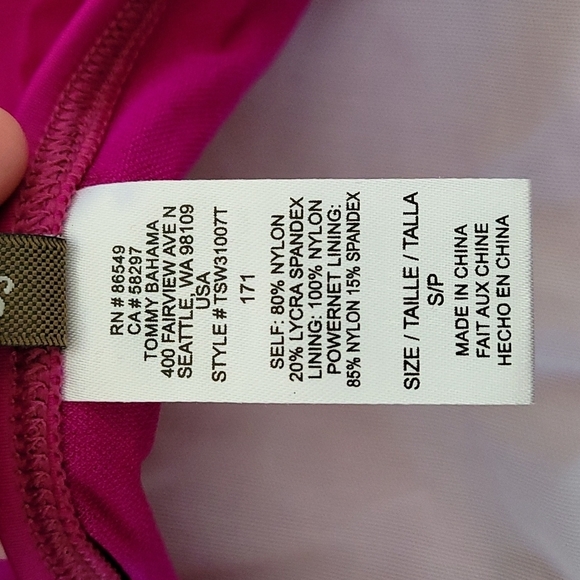 RN # 86549
CA # 58297
TOMMY BAHAMA
400 FAIRVIEW AVE N
SEATTLE, WA 98109
USA
STYLE # TSW31007T
171
SELF: 80% NYLON
20% LYCRA SPANDEX
LINING: 100% NYLON
POWERNET LINING:
85% NYLON 15% SPANDEX
SIZE / TAILLE / TALLA
S/P
MADE IN CHINA
FAIT AUX CHINE
HECHO EN CHINA